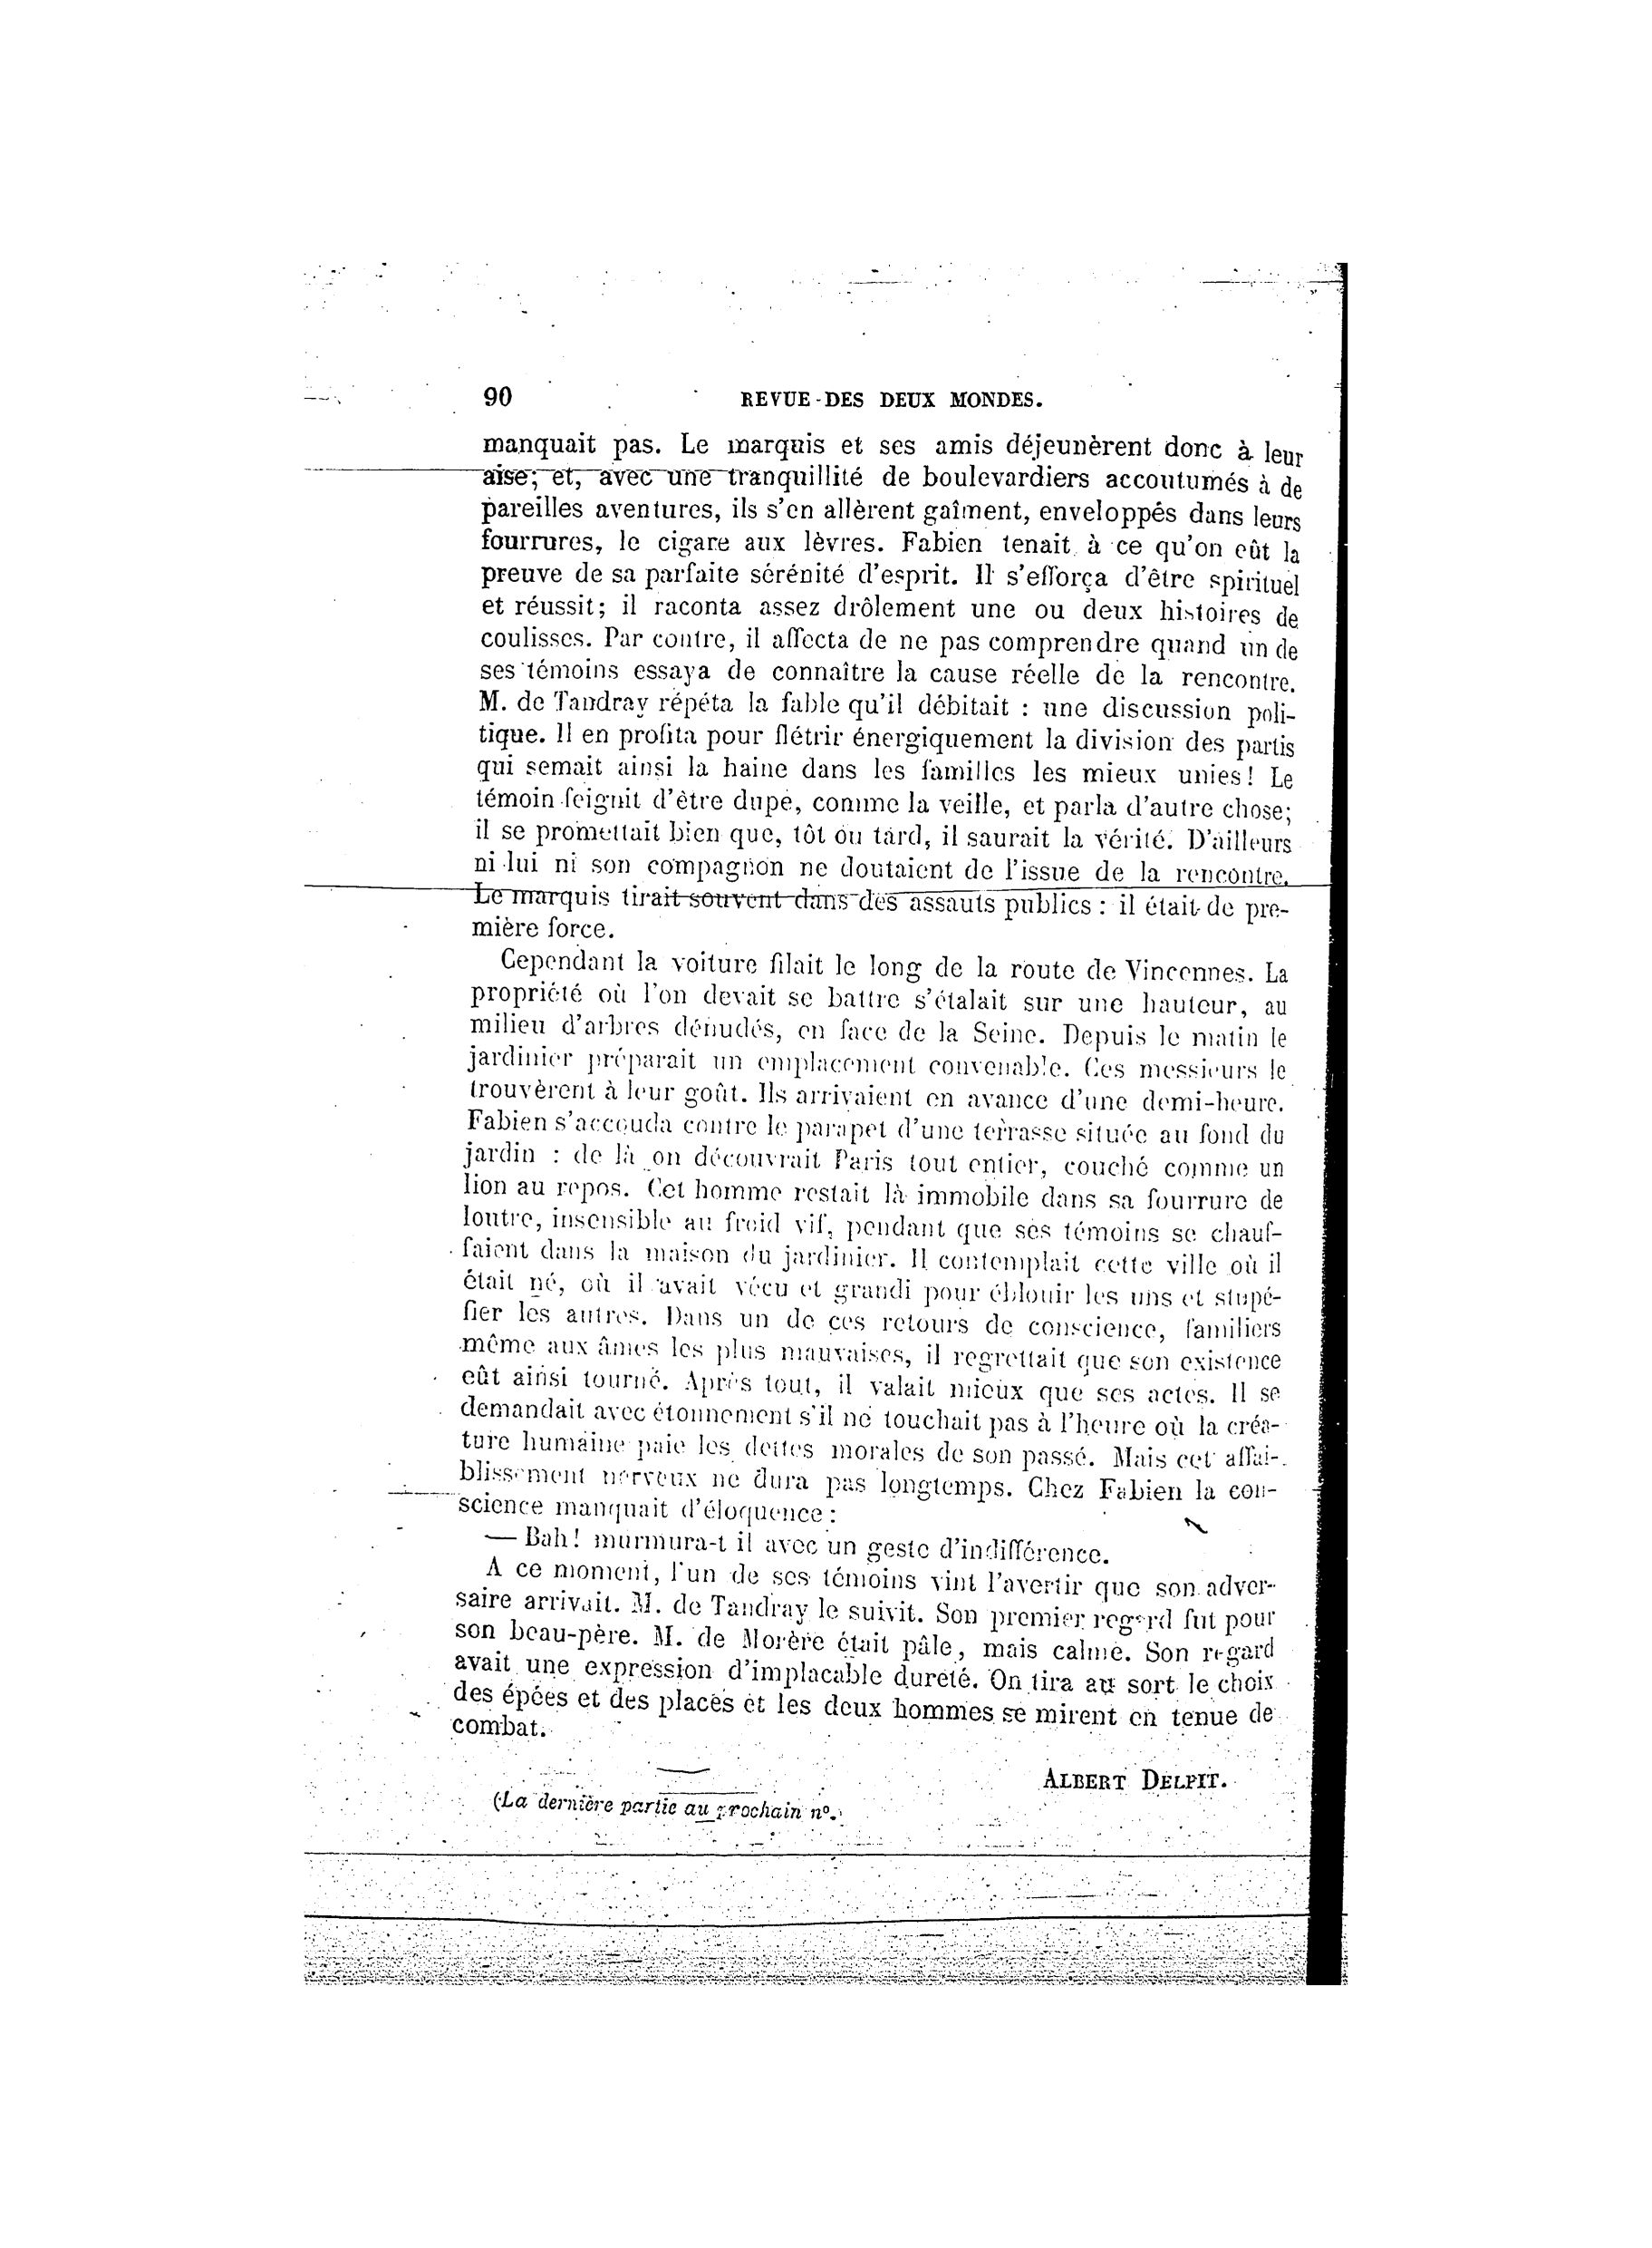 90 REVUE DES DEUX MONDES.
manquait pas. Le marquis et ses amis déjeunèrent donc à leur
aise; et, avec une tranquillité de boulevardiers accoutumés à de
pareilles aventures, ils s'en allèrent gaîment, enveloppés dans leurs
fourrures, le cigare aux lèvres. Fabien tenait à ce qu'on eût la
preuve de sa parfaite sérénité d'esprit. Il s'efforça d'être spirituel
et réussit; il raconta assez drôlement une ou deux histoires de
coulisses. Par contre, il affecta de ne pas comprendre quand un de
ses témoins essaya de connaître la cause réelle de la rencontre.
M. de Tandray répéta la fable qu'il débitait : une discussion poli-
tique. Il en profita pour flétrir énergiquement la division des partis
qui semait ainsi la haine dans les familles les mieux unies! Le
témoin feignit d'être dupe, comme la veille, et parla d'autre chose;
il se promettait bien que, tôt ou tard, il saurait la vérité. D'ailleurs
ni lui ni son compagnon ne doutaient de l'issue de la rencontre.
Le marquis tirait souvent dans des assauts publics : il était de pre-
mière force.
Cependant la voiture filait le long de la route de Vincennes. La
propriété où l'on devait se battre s'étalait sur une hauteur, au
milieu d'arbres dénudés, en face de la Seine. Depuis le matin le
jardinier préparait un emplacement convenable. Ces messieurs le
trouvèrent à leur goût. Ils arrivaient en avance d'une demi-heure.
Fabien s'accouda contre le parapet d'une terrasse située au fond du
jardin : de là on découvrait Paris tout entier, couché comme un
lion au repos. Cet homme restait là immobile dans sa fourrure de
loutre, insensible au froid vif, pendant que ses témoins se chauf-
faient dans la maison du jardinier. Il contemplait cette ville où il
était né, où il avait vécu et grandi pour éblouir les uns et stupé-
fier les autres. Dans un de ces retours de conscience, familiers
même aux âmes les plus mauvaises, il regrettait que son existence
eût ainsi tourné. Après tout, il valait mieux que ses actes. Il se
demandait avec étonnement s'il ne touchait pas à l'heure où la créa-
ture humaine paie les dettes morales de son passé. Mais cet affai-
blissement nerveux ne dura pas longtemps. Chez Fabien la con-
science manquait d'éloquence :
— Bah! murmura-t il avec un geste d'indifférence.
A ce moment, l'un de ses témoins vint l'avertir que son adver-
saire arrivait. M. de Tandray le suivit. Son premier regard fut pour
son beau-père. M. de Morère était pâle, mais calme. Son regard
avait une expression d'implacable dureté. On tira au sort le choix
des épées et des places et les deux hommes se mirent en tenue de
combat.
ALBERT DELPIT.
(La dernière partie au prochain n°.)